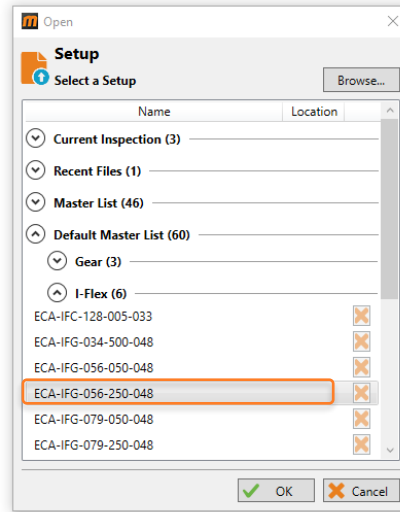 Open
Setup
Select a Setup
Browse...
Name Location
Current Inspection (3)
Recent Files (1)
Master List (46)
Default Master List (60)
Gear (3)
I-Flex (6)
ECA-IFC-128-005-033
ECA-IFG-034-500-048
ECA-IFG-056-050-048
ECA-IFG-056-250-048
ECA-IFG-079-050-048
ECA-IFG-079-250-048
OK Cancel